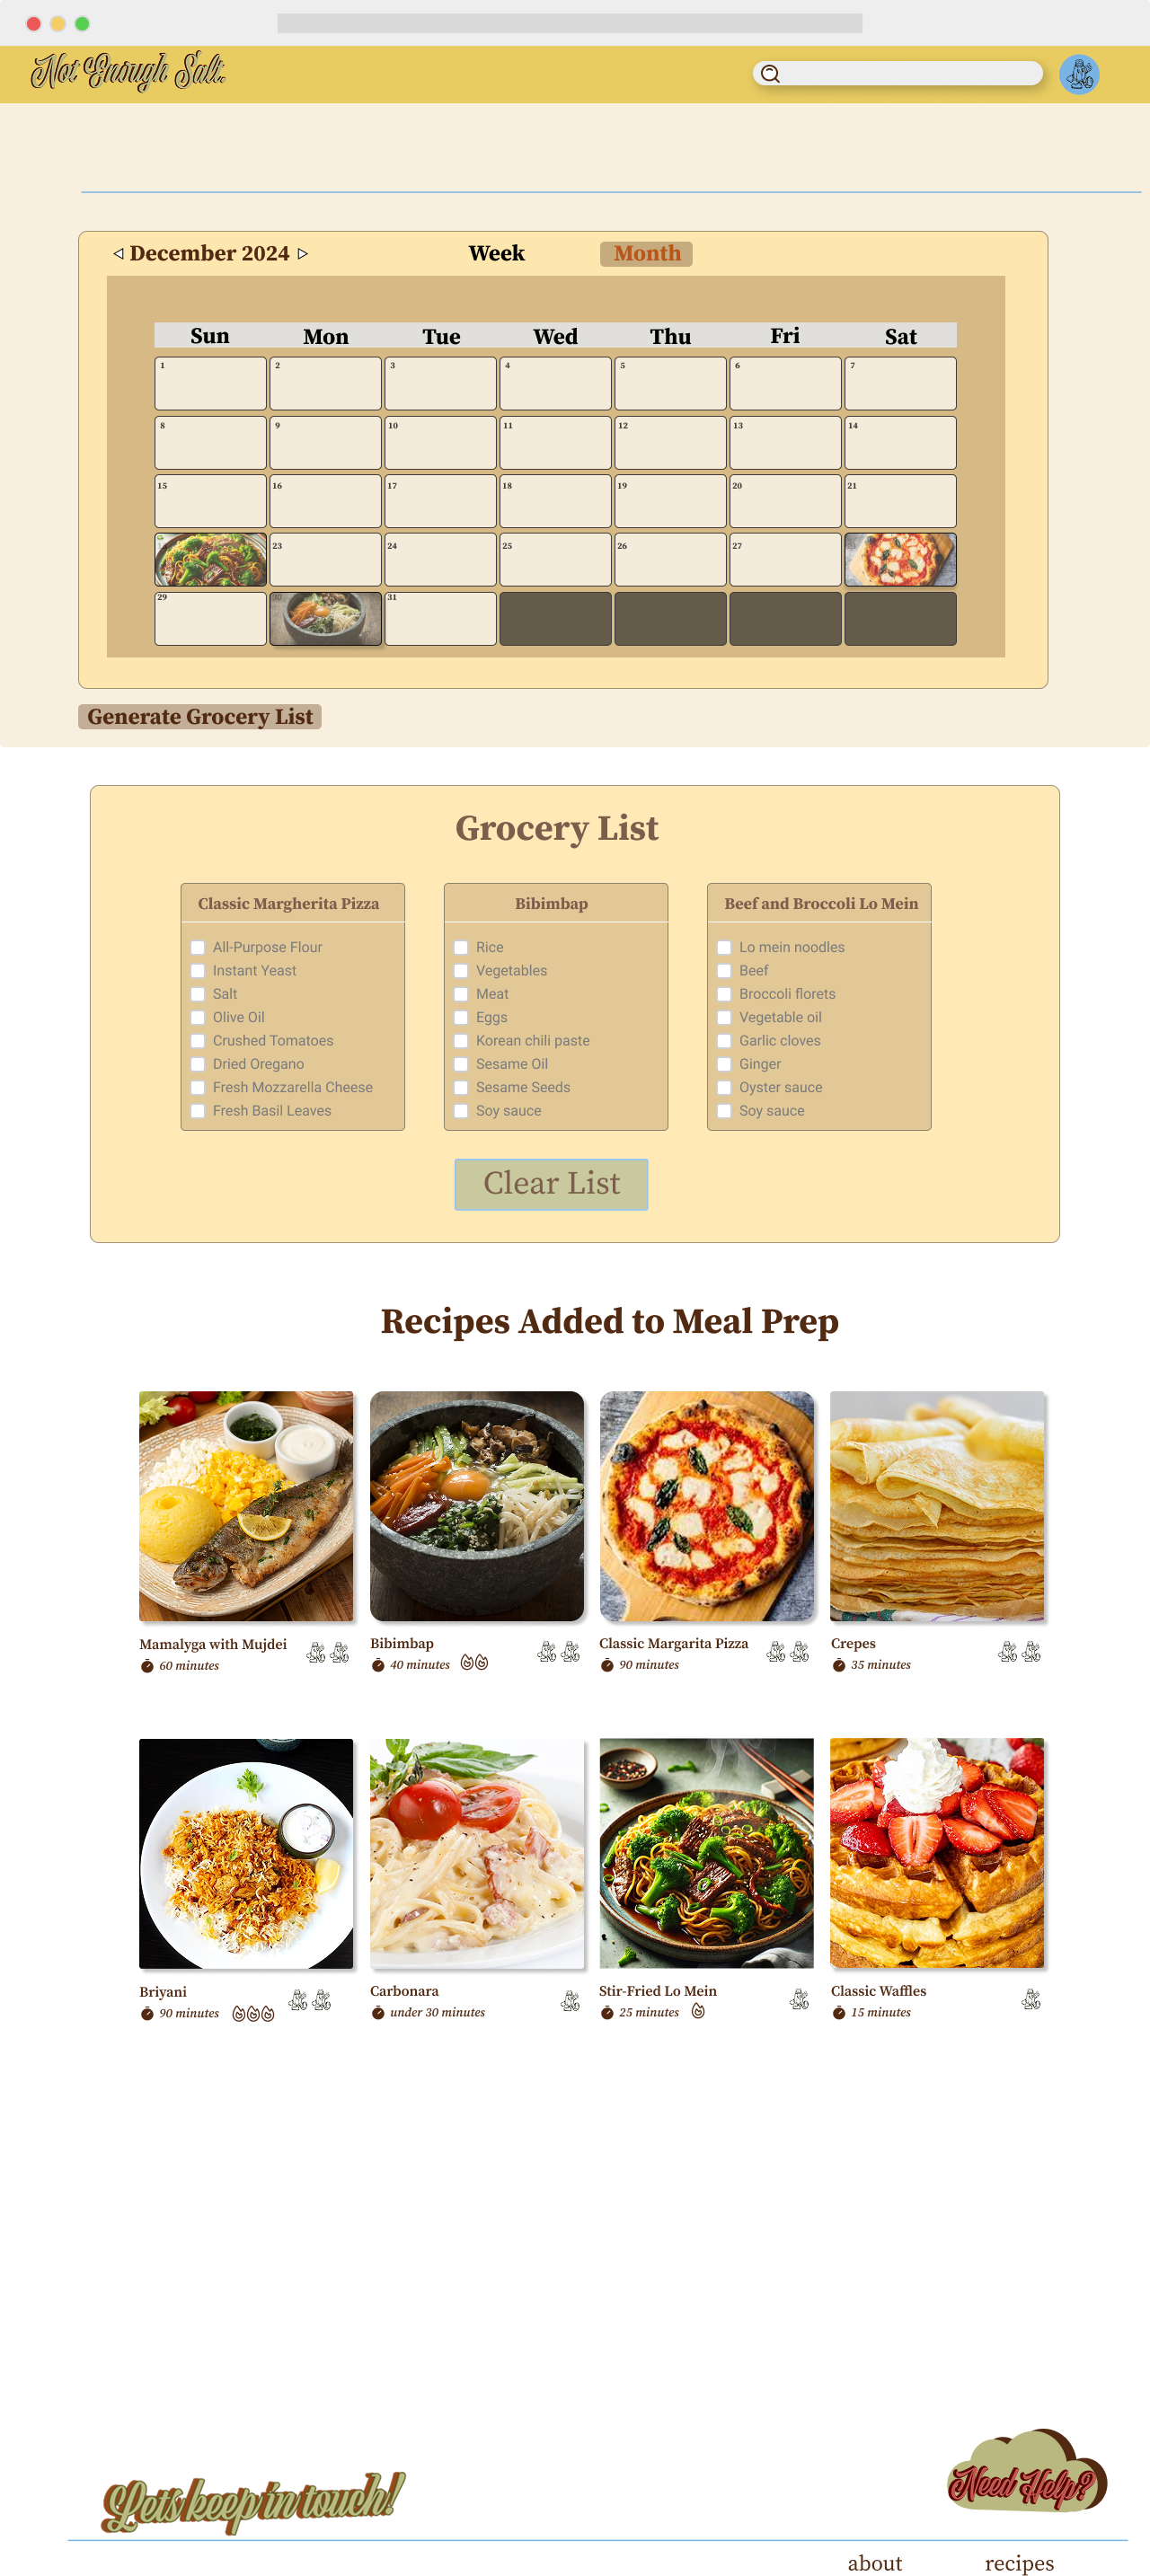 Not Enough Salt.
December 2024 Week Month
Sun Mon Tue Wed Thu Fri Sat
1 2 3 4 5 6 7
8 9 10 11 12 13 14
15 16 17 18 19 20 21
23 24 25 26 27
29 30 31
Generate Grocery List
Grocery List
Classic Margherita Pizza
All-Purpose Flour
Instant Yeast
Salt
Olive Oil
Crushed Tomatoes
Dried Oregano
Fresh Mozzarella Cheese
Fresh Basil Leaves
Bibimbap
Rice
Vegetables
Meat
Eggs
Korean chili paste
Sesame Oil
Sesame Seeds
Soy sauce
Beef and Broccoli Lo Mein
Lo mein noodles
Beef
Broccoli florets
Vegetable oil
Garlic cloves
Ginger
Oyster sauce
Soy sauce
Clear List
Recipes Added to Meal Prep
Mamalyga with Mujdei
60 minutes
Bibimbap
40 minutes
Classic Margarita Pizza
90 minutes
Crepes
35 minutes
Briyani
90 minutes
Carbonara
under 30 minutes
Stir-Fried Lo Mein
25 minutes
Classic Waffles
15 minutes
Need Help?
Lets keep in touch!
about recipes